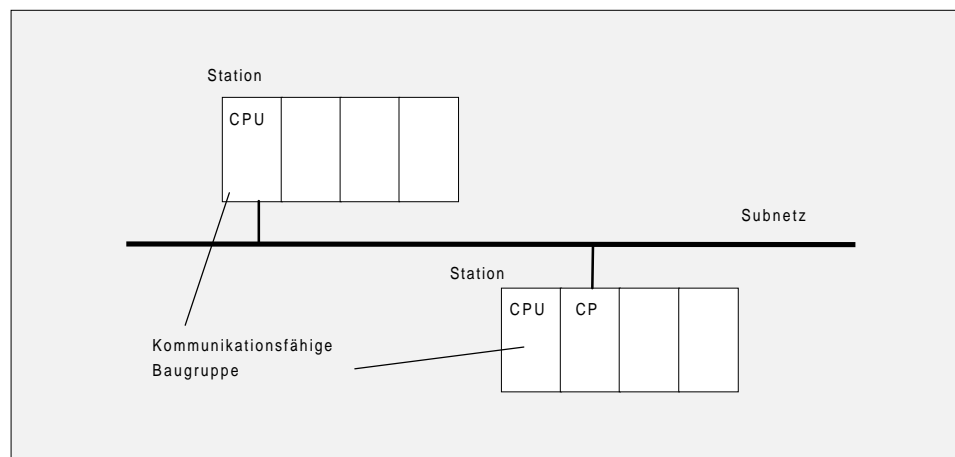 Station
CPU
Subnetz
Station
CPU
CP
Kommunikationsfähige
Baugruppe